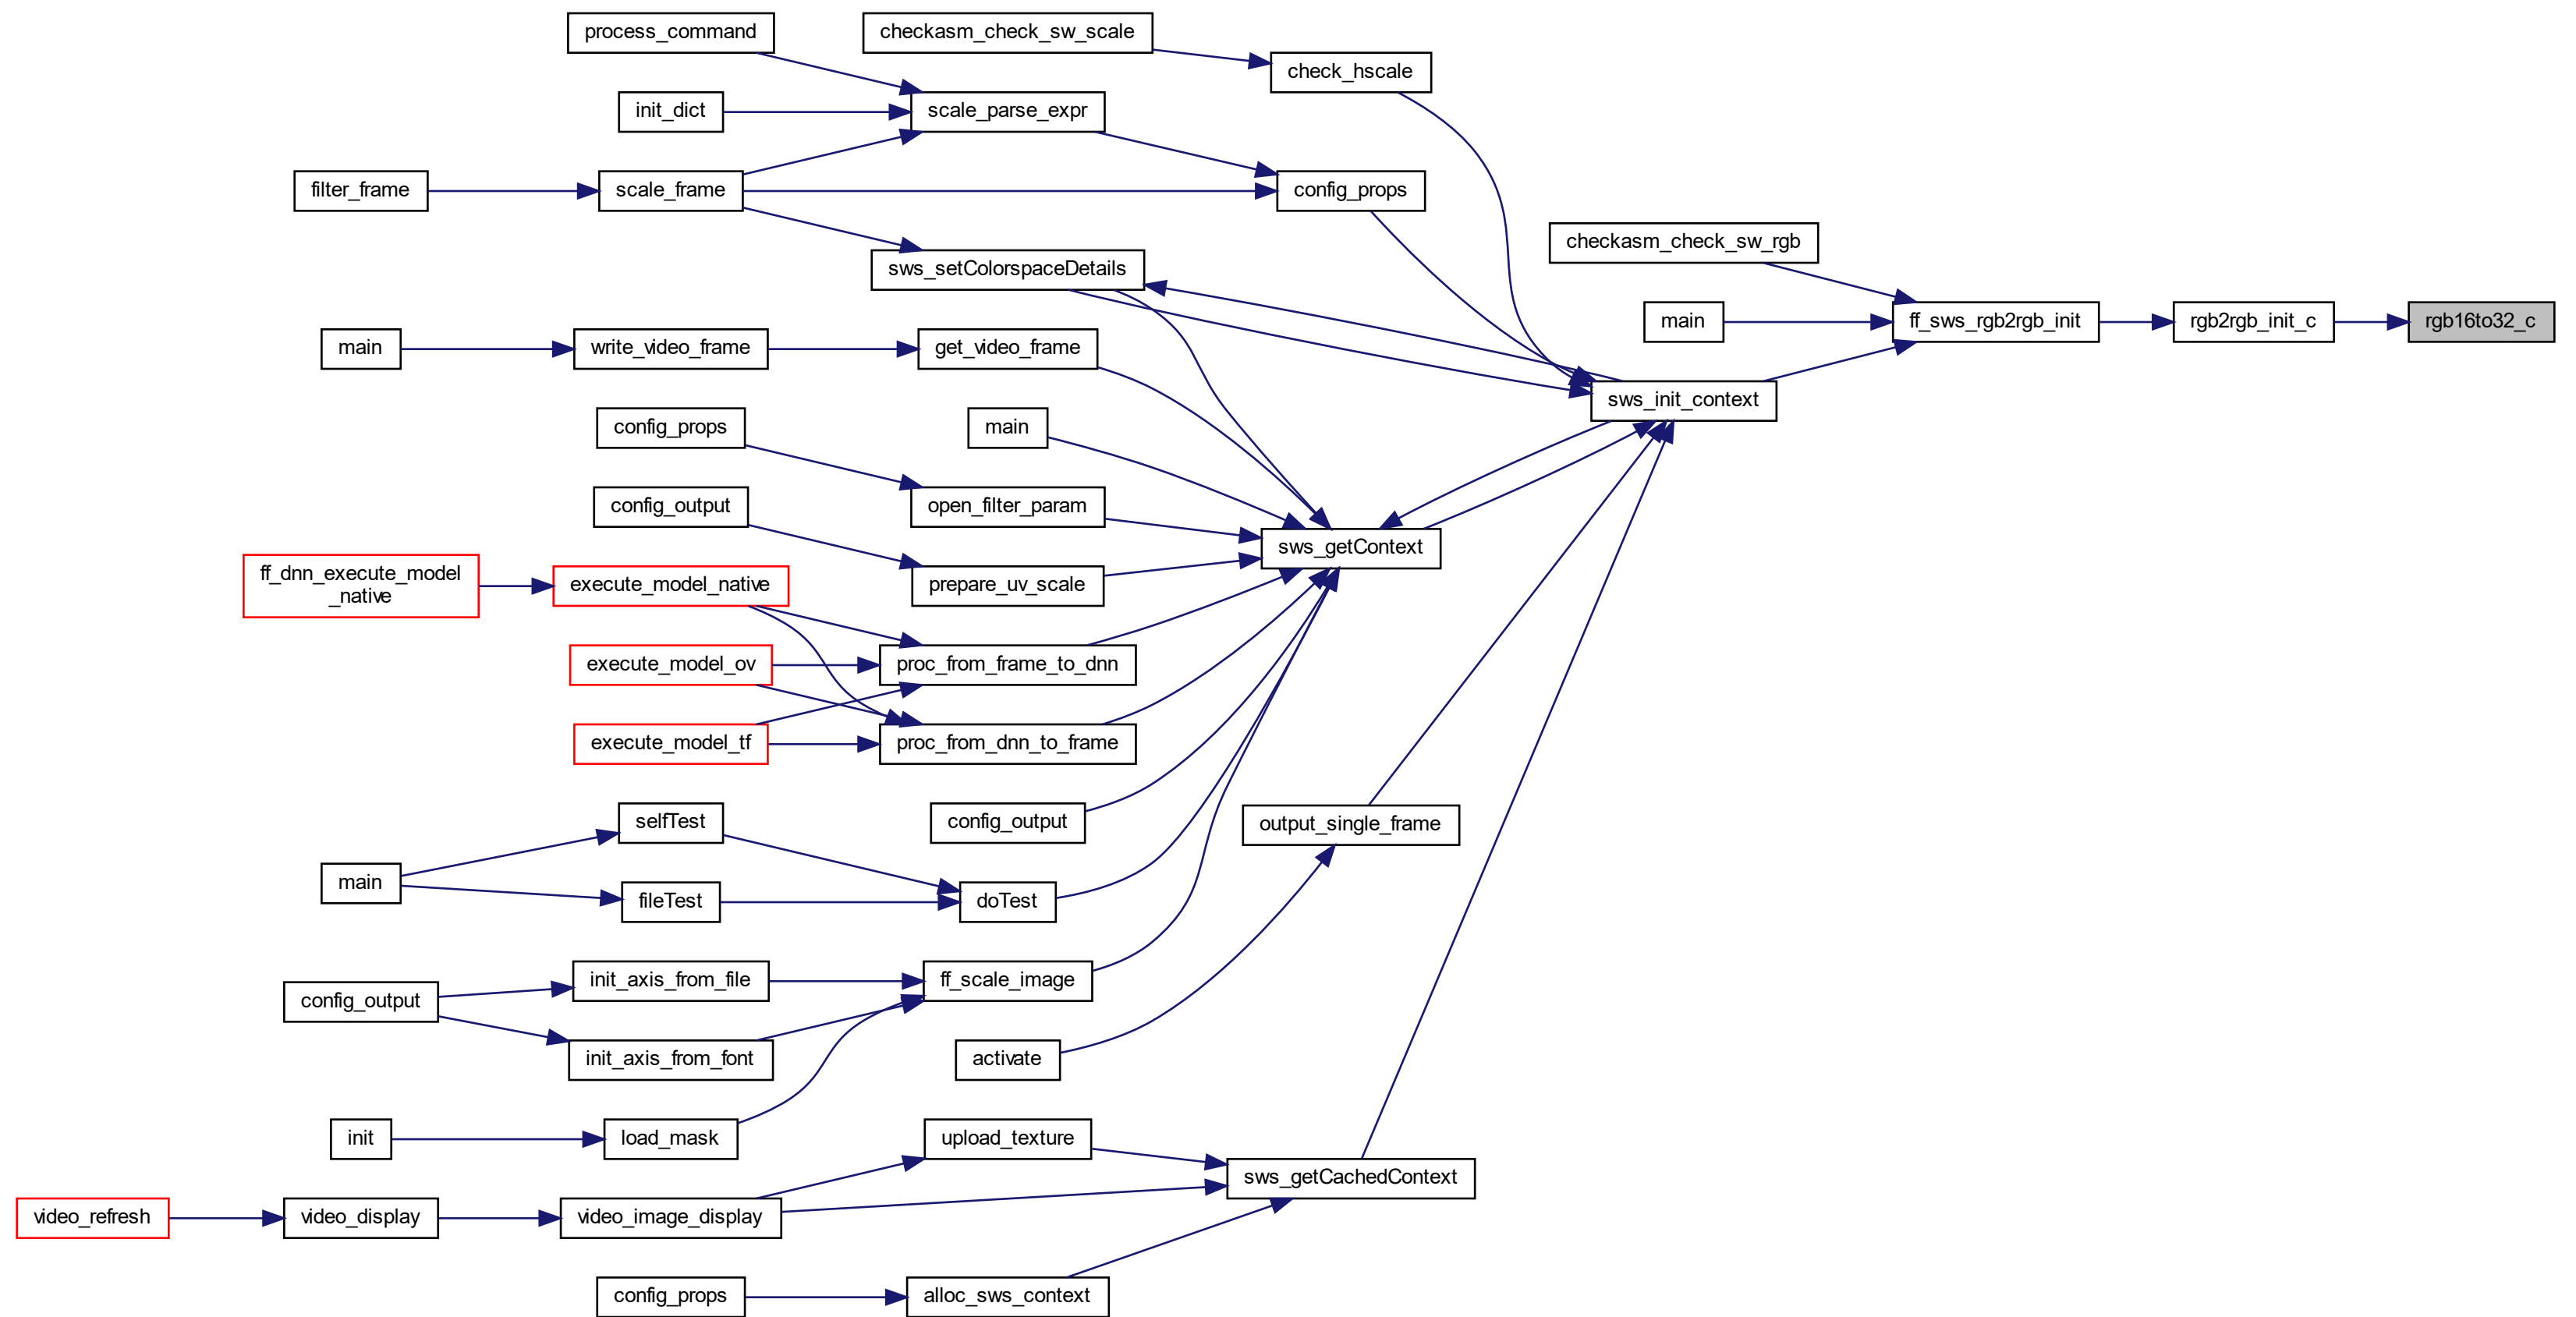 process_command
checkasm_check_sw_scale
check_hscale
init_dict
scale_parse_expr
filter_frame
scale_frame
config_props
checkasm_check_sw_rgb
sws_setColorspaceDetails
main
write_video_frame
get_video_frame
main
ff_sws_rgb2rgb_init
rgb2rgb_init_c
rgb16to32_c
sws_init_context
config_props
main
config_output
open_filter_param
sws_getContext
ff_dnn_execute_model
_native
execute_model_native
prepare_uv_scale
execute_model_ov
proc_from_frame_to_dnn
execute_model_tf
proc_from_dnn_to_frame
selfTest
config_output
output_single_frame
main
fileTest
doTest
config_output
init_axis_from_file
ff_scale_image
init_axis_from_font
activate
init
load_mask
upload_texture
sws_getCachedContext
video_refresh
video_display
video_image_display
config_props
alloc_sws_context